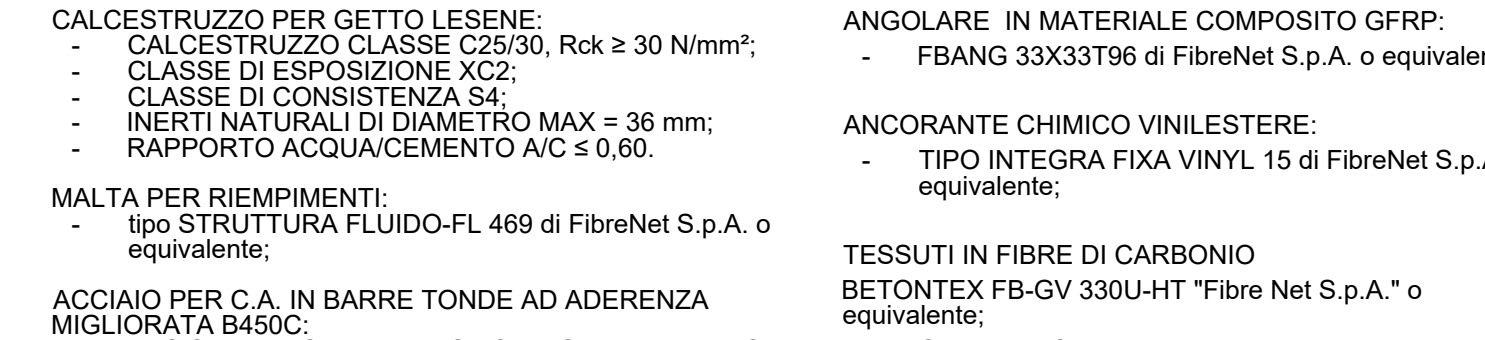 CALCESTRUZZO PER GETTO LESENE:
- CALCESTRUZZO CLASSE C25/30, Rck ≥ 30 N/mm²;
- CLASSE DI ESPOSIZIONE XC2;
- CLASSE DI CONSISTENZA S4;
- INERTI NATURALI DI DIAMETRO MAX = 36 mm;
- RAPPORTO ACQUA/CEMENTO A/C ≤ 0,60.
MALTA PER RIEMPIMENTI:
- tipo STRUTTURA FLUIDO-FL 469 di FibreNet S.p.A. o
equivalente;
ACCIAIO PER C.A. IN BARRE TONDE AD ADERENZA
MIGLIORATA B450C:
ANGOLARE IN MATERIALE COMPOSITO GFRP:
- FBANG 33X33T96 di FibreNet S.p.A. o
ANCORANTE CHIMICO VINILESTERE:
- TIPO INTEGRA FIXA VINYL 15 di FibreNet
equivalente;
TESSUTI IN FIBRE DI CARBONIO
BETONTEX FB-GV 330U-HT "Fibre Net S.p.A." o
equivalente;